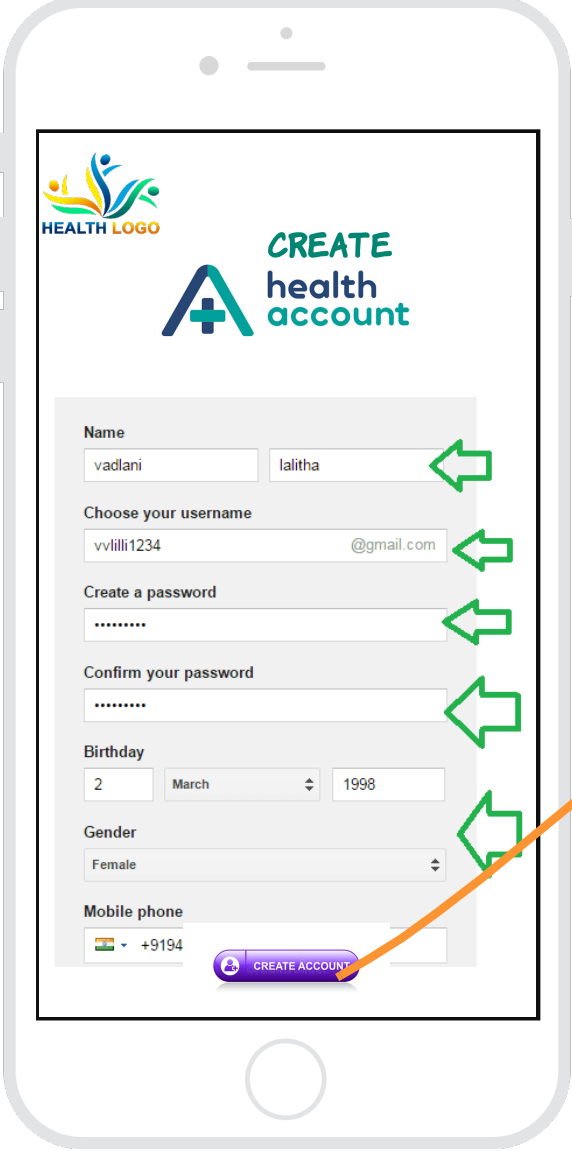 HEALTH LOGO
CREATE
health
account
Name
vadlani lalitha
Choose your username
vvlilli1234 @gmail.com
Create a password
•••••••••
Confirm your password
•••••••••
Birthday
2 March 1998
Gender
Female
Mobile phone
+9194
CREATE ACCOUNT